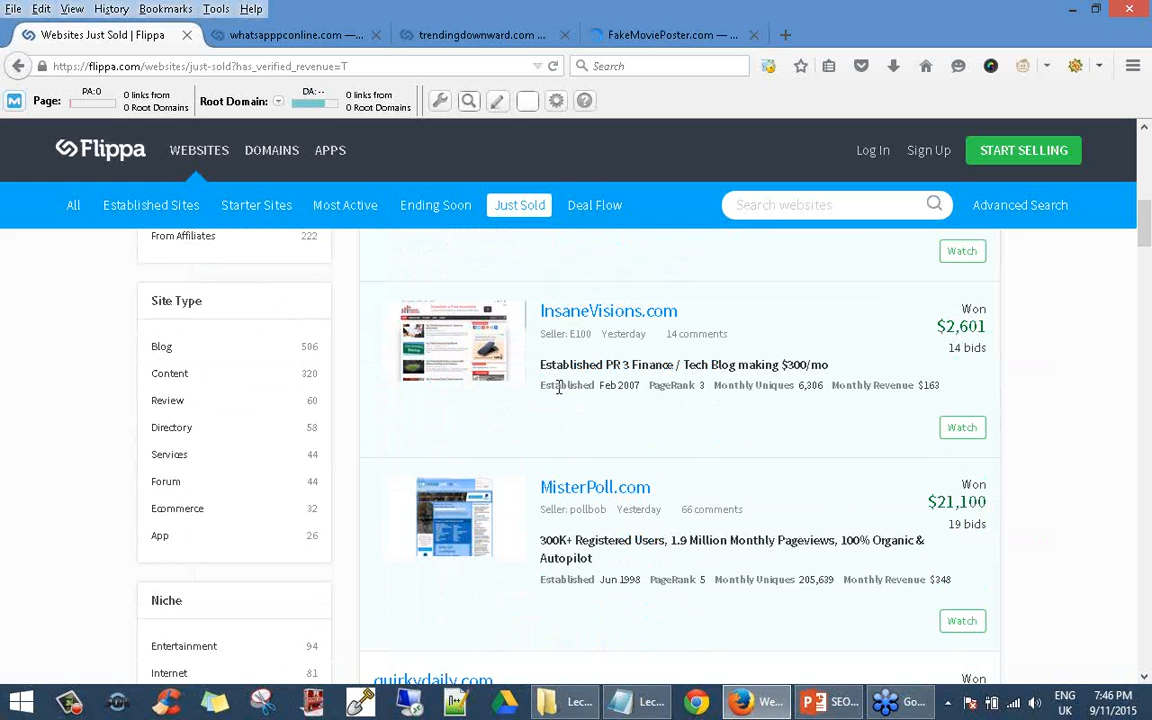 File Edit View History Bookmarks Tools Help
Websites Just Sold | Flippa
whatsapppconline.com —...
trendingdownward.com ...
FakeMoviePoster.com —...
https://flippa.com/websites/just-sold?has_verified_revenue=T
Search
Page:
PA:0
0 links from
0 Root Domains
Root Domain:
DA: --
0 links from
0 Root Domains
Flippa
WEBSITES
DOMAINS
APPS
Log In
Sign Up
START SELLING
All
Established Sites
Starter Sites
Most Active
Ending Soon
Just Sold
Deal Flow
Search websites
Advanced Search
From Affiliates 222
Site Type
Blog 506
Content 320
Review 60
Directory 53
Services 44
Forum 44
Ecommerce 32
App 26
Niche
Entertainment 94
Internet 81
Watch
InsaneVisions.com
Seller: E100 Yesterday 14 comments
Established PR 3 Finance / Tech Blog making $300/mo
Established Feb 2007 PageRank 3 Monthly Uniques 6,306 Monthly Revenue $163
Won
$2,601
14 bids
Watch
MisterPoll.com
Seller: pollbob Yesterday 66 comments
300K+ Registered Users, 1.9 Million Monthly Pageviews, 100% Organic &
Autopilot
Established Jun 1998 PageRank 5 Monthly Uniques 205,639 Monthly Revenue $348
Won
$21,100
19 bids
Watch
quirkydaily.com
Won
Lec...
Lec...
We...
SEO...
Go...
ENG
UK
7:46 PM
9/11/2015